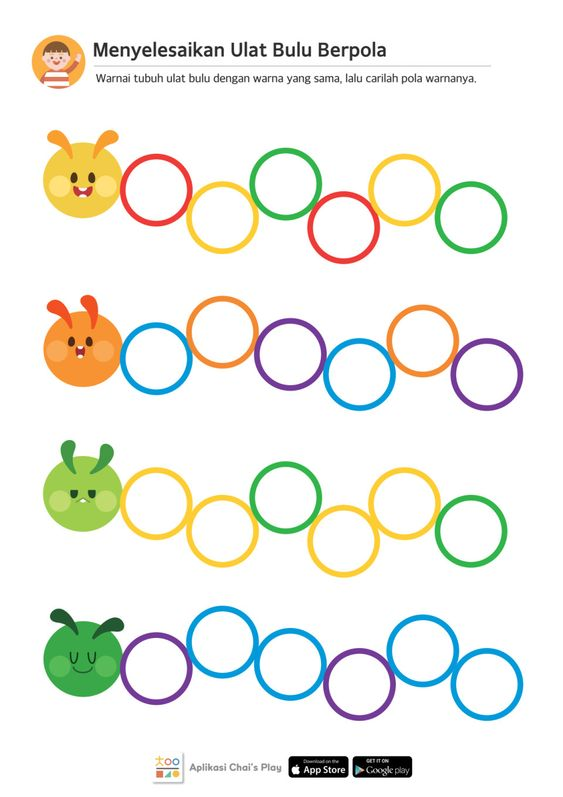 Menyelesaikan Ulat Bulu Berpola
Warnai tubuh ulat bulu dengan warna yang sama, lalu carilah pola warnanya.
Aplikasi Chai's Play
Download on the
App Store
GET IT ON
Google play